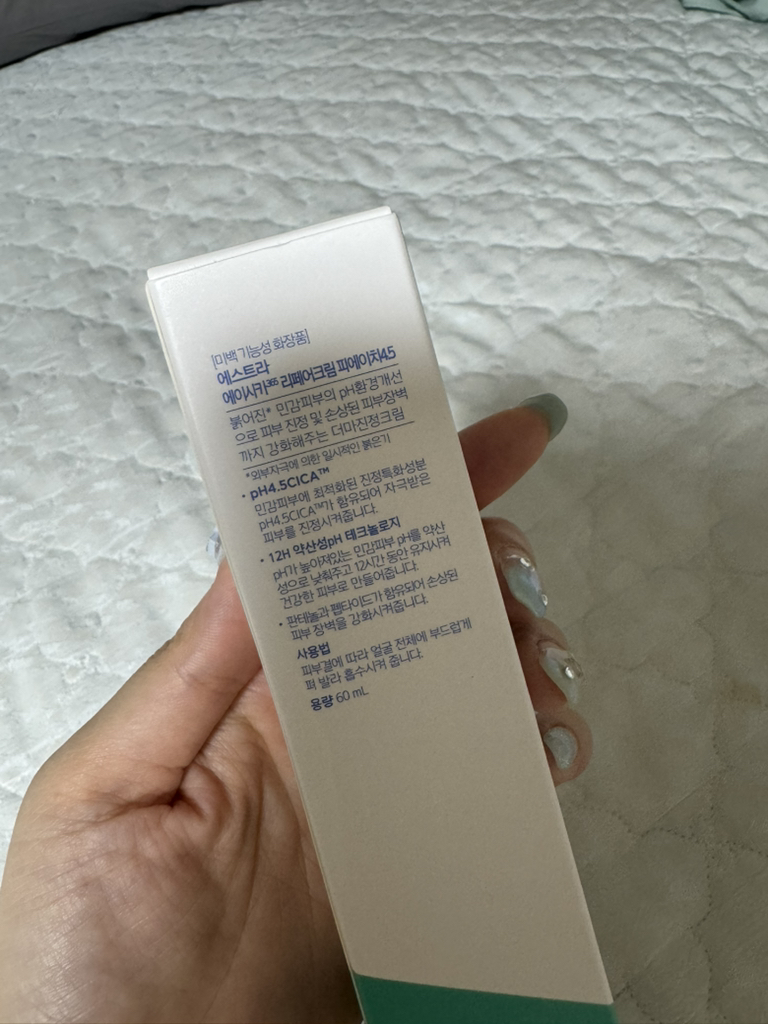 [미백 기능성 화장품]
에스트라
에이시카365 리페어크림 피에이치4.5
붉어진* 민감피부의 pH환경개선
으로 피부 진정 및 손상된 피부장벽
까지 강화해주는 더마진정크림
*외부자극에 의한 일시적인 붉은기
• pH4.5CICA™
민감피부에 최적화된 진정특화성분
pH4.5CICA™가 함유되어 자극받은
피부를 진정시켜줍니다.
• 12H 약산성pH 테크놀로지
pH가 높아져있는 민감피부 pH를 약산
성으로 낮춰주고 12시간 동안 유지시켜
건강한 피부로 만들어줍니다.
• 판테놀과 펩타이드가 함유되어 손상된
피부 장벽을 강화시켜줍니다.
사용법
피부결에 따라 얼굴 전체에 부드럽게
펴 발라 흡수시켜 줍니다.
용량 60 mL